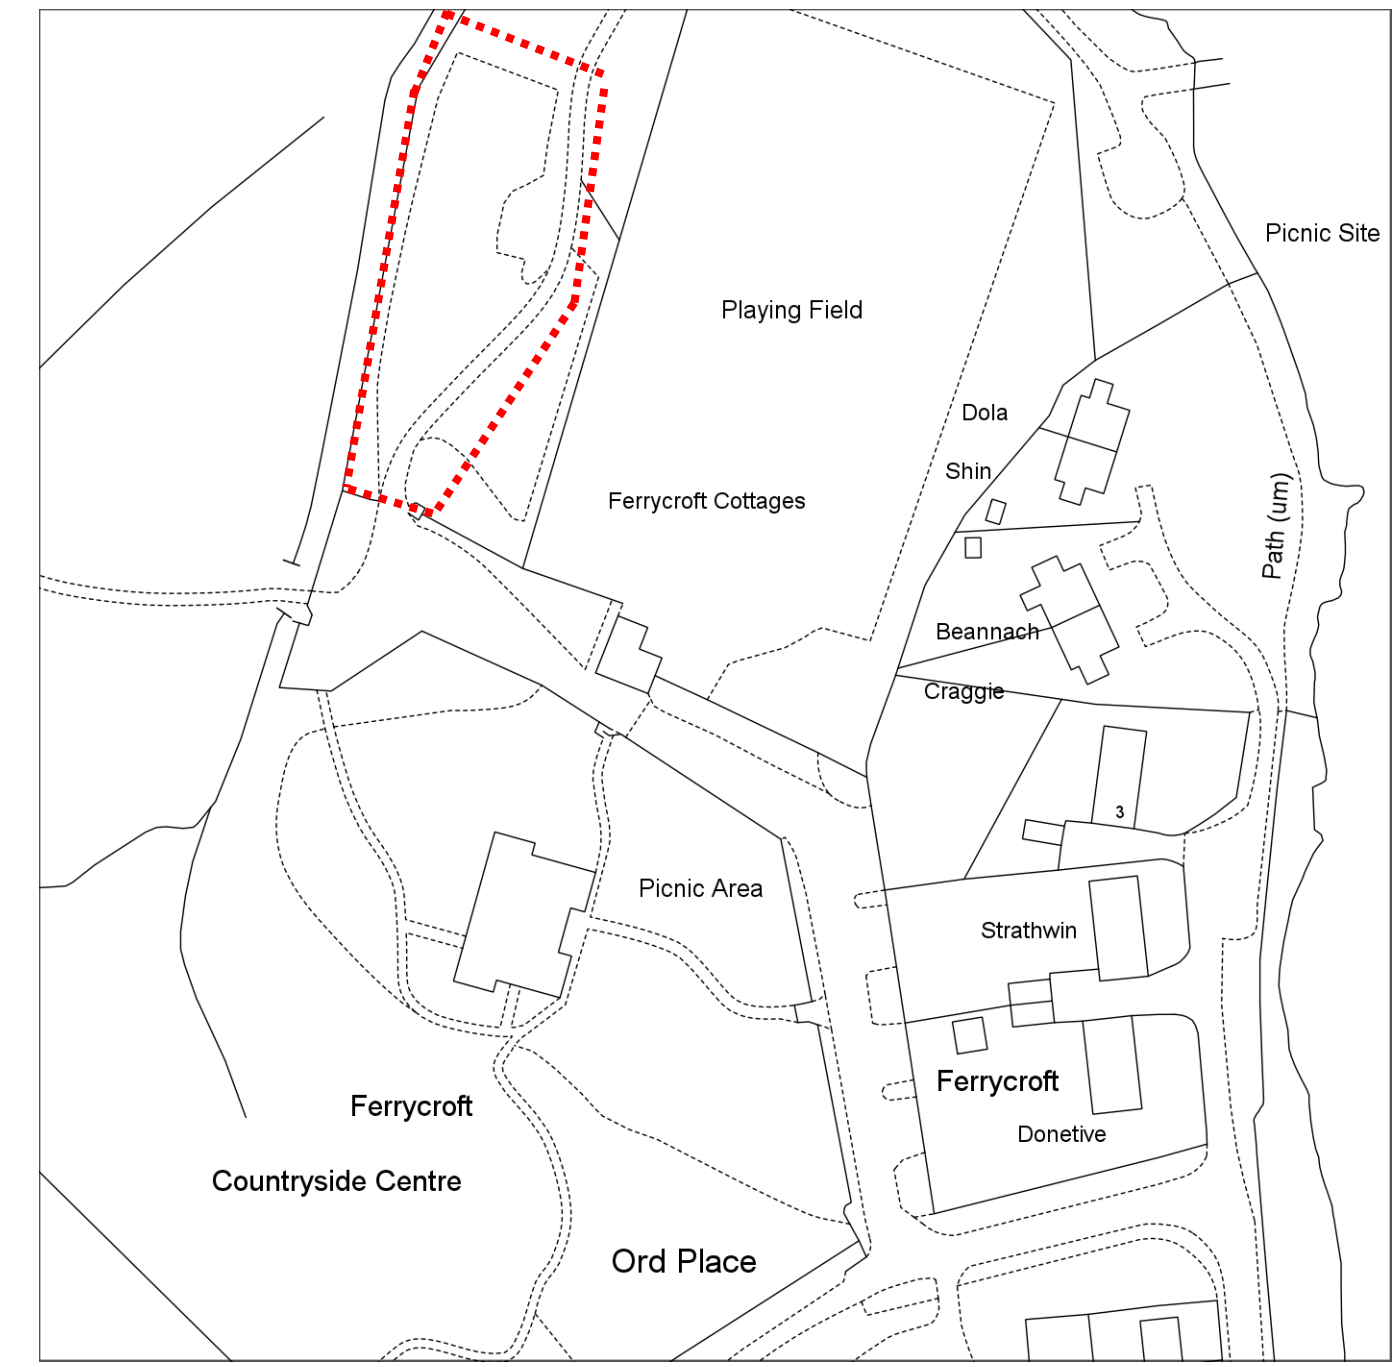 Picnic Site
Playing Field
Dola
Shin
Ferrycroft Cottages
Path (um)
Beannach
Craggie
3
Picnic Area
Strathwin
Ferrycroft
Ferrycroft
Donetive
Countryside Centre
Ord Place